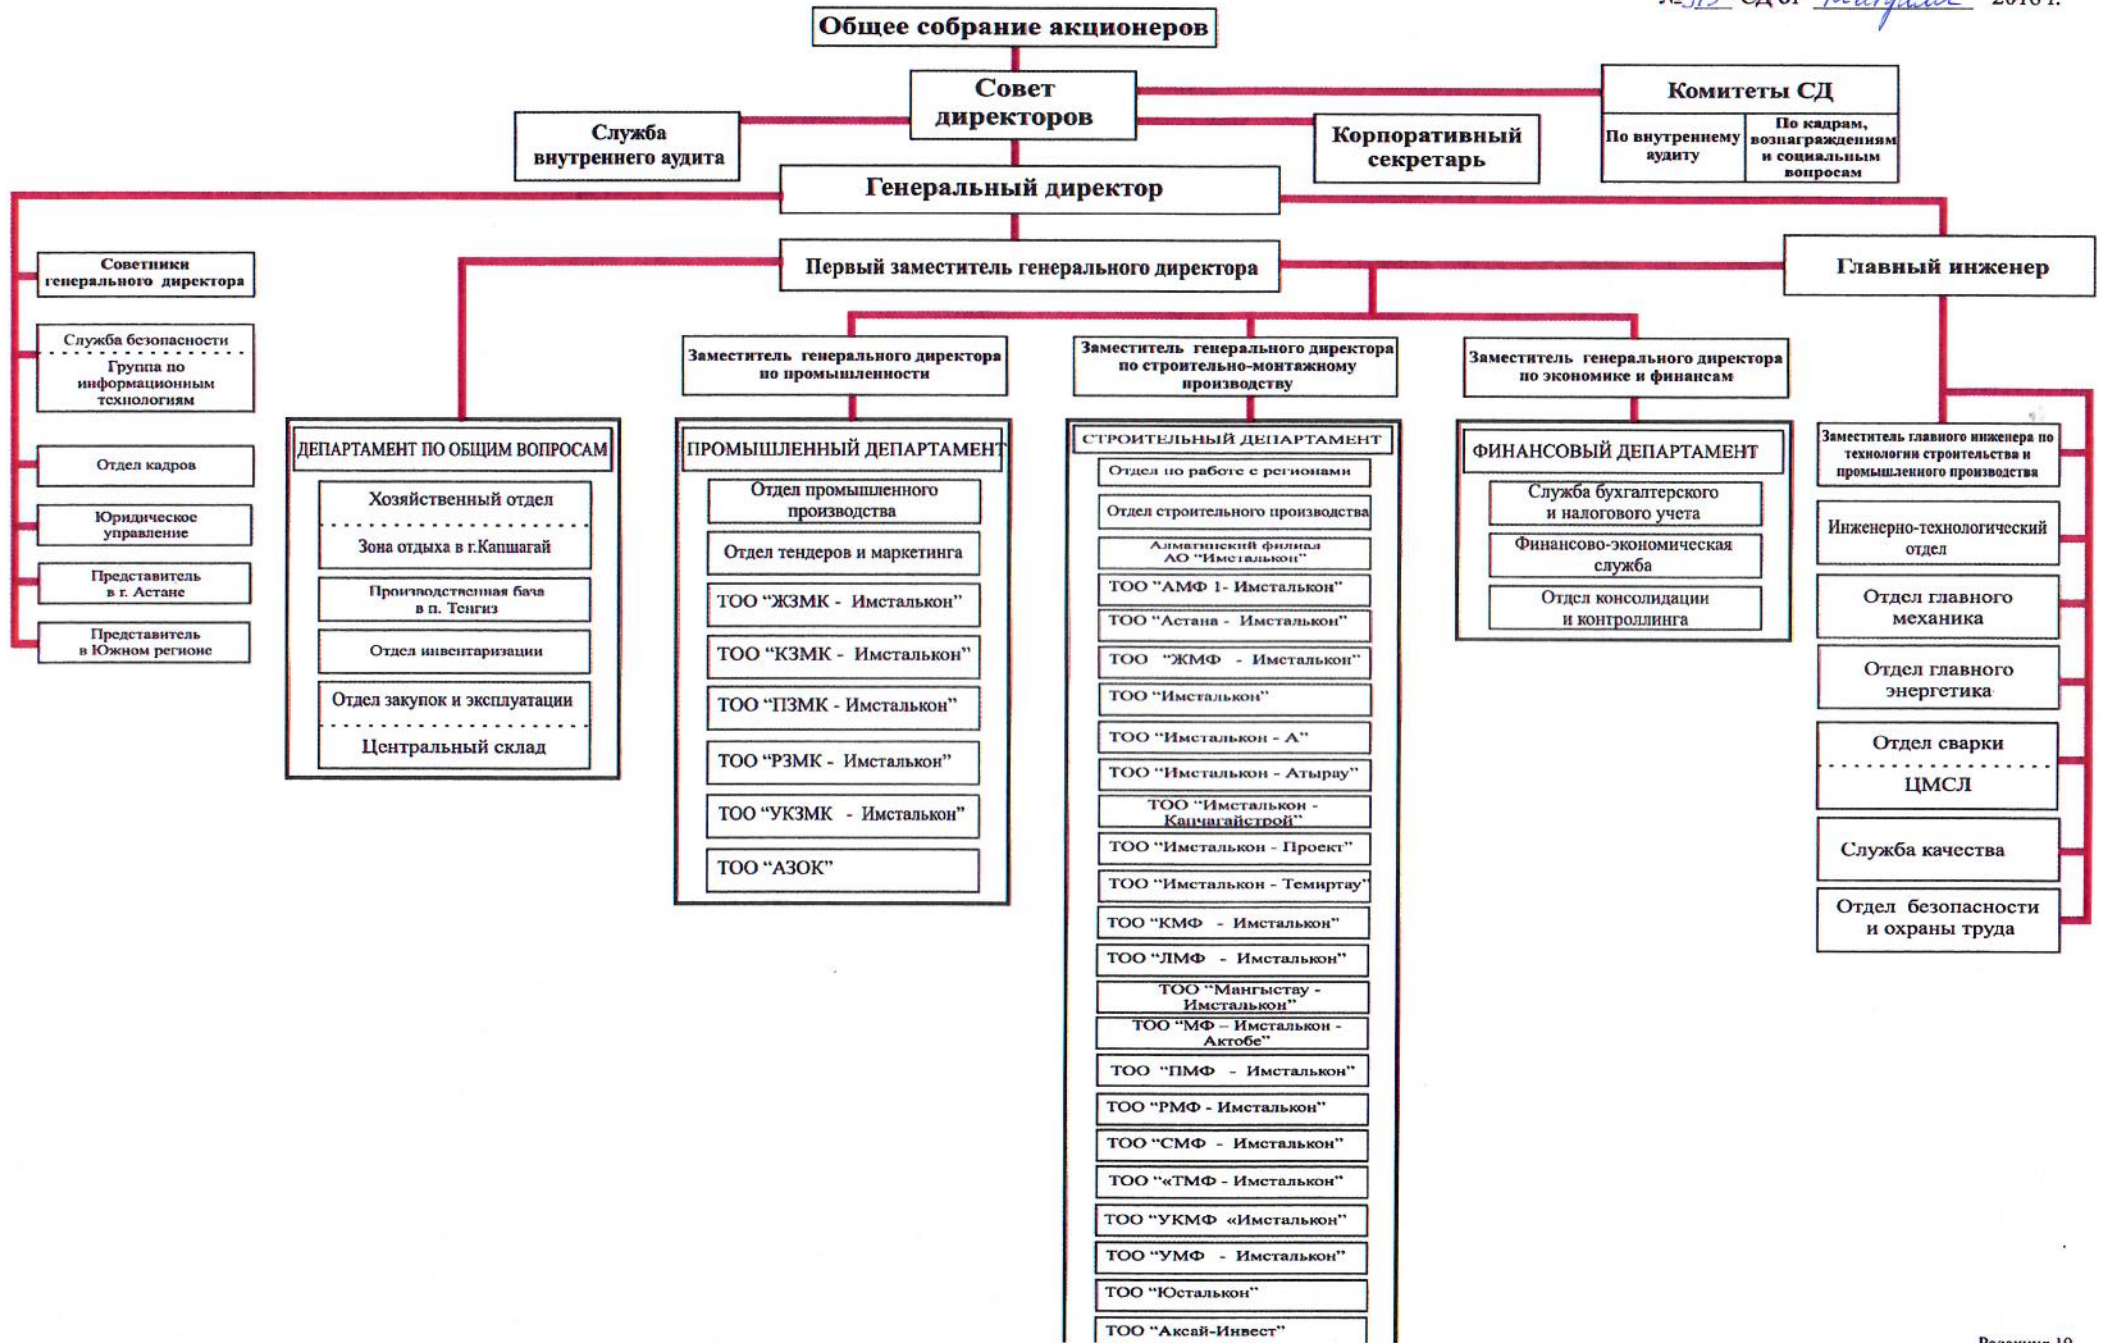 СД от 2016 г.
Общее собрание акционеров
Совет
директоров
Комитеты СД
По внутреннему
аудиту
По кадрам,
вознаграждениям
и социальным
вопросам
Служба
внутреннего аудита
Корпоративный
секретарь
Генеральный директор
Первый заместитель генерального директора
Главный инженер
Советники
генерального директора
Служба безопасности
Группа по
информационным
технологиям
Отдел кадров
Юридическое
управление
Представитель
в г. Астане
Представитель
в Южном регионе
ДЕПАРТАМЕНТ ПО ОБЩИМ ВОПРОСАМ
Хозяйственный отдел
Зона отдыха в г.Капшагай
Производственная база
в п. Тенгиз
Отдел инвентаризации
Отдел закупок и эксплуатации
Центральный склад
Заместитель генерального директора
по промышленности
ПРОМЫШЛЕННЫЙ ДЕПАРТАМЕНТ
Отдел промышленного
производства
Отдел тендеров и маркетинга
ТОО “ЖЗМК - Имсталькон”
ТОО “КЗМК - Имсталькон”
ТОО “ПЗМК - Имсталькон”
ТОО “РЗМК - Имсталькон”
ТОО “УКЗМК - Имсталькон”
ТОО “АЗОК”
Заместитель генерального директора
по строительно-монтажному
производству
СТРОИТЕЛЬНЫЙ ДЕПАРТАМЕНТ
Отдел по работе с регионами
Отдел строительного производства
Алматинский филиал
АО “Имсталькон”
ТОО “АМФ 1- Имсталькон”
ТОО “Астана - Имсталькон”
ТОО “ЖМФ - Имсталькон”
ТОО “Имсталькон”
ТОО “Имсталькон - А”
ТОО “Имсталькон - Атырау”
ТОО “Имсталькон -
Капчагайстрой”
ТОО “Имсталькон - Проект”
ТОО “Имсталькон - Темиртау”
ТОО “КМФ - Имсталькон”
ТОО “ЛМФ - Имсталькон”
ТОО “Мангыстау -
Имсталькон”
ТОО “МФ – Имсталькон -
Актобе”
ТОО “ПМФ - Имсталькон”
ТОО “РМФ - Имсталькон”
ТОО “СМФ - Имсталькон”
ТОО “«ТМФ - Имсталькон”
ТОО “УКМФ «Имсталькон”
ТОО “УМФ - Имсталькон”
ТОО “Юсталькон”
ТОО “Аксай-Инвест”
Заместитель генерального директора
по экономике и финансам
ФИНАНСОВЫЙ ДЕПАРТАМЕНТ
Служба бухгалтерского
и налогового учета
Финансово-экономическая
служба
Отдел консолидации
и контроллинга
Заместитель главного инженера по
технологии строительства и
промышленного производства
Инженерно-технологический
отдел
Отдел главного
механика
Отдел главного
энергетика
Отдел сварки
ЦМСЛ
Служба качества
Отдел безопасности
и охраны труда